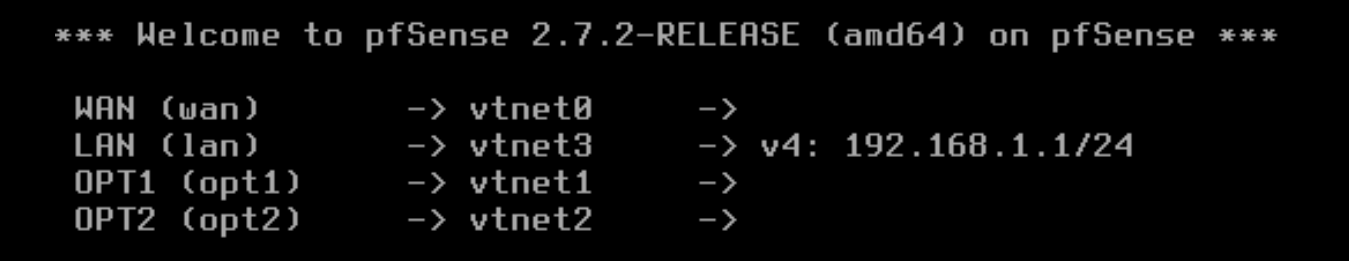 *** Welcome to pfSense 2.7.2-RELEASE (amd64) on pfSense ***
WAN (wan) -> vtnet0 ->
LAN (lan) -> vtnet3 -> v4: 192.168.1.1/24
OPT1 (opt1) -> vtnet1 ->
OPT2 (opt2) -> vtnet2 ->